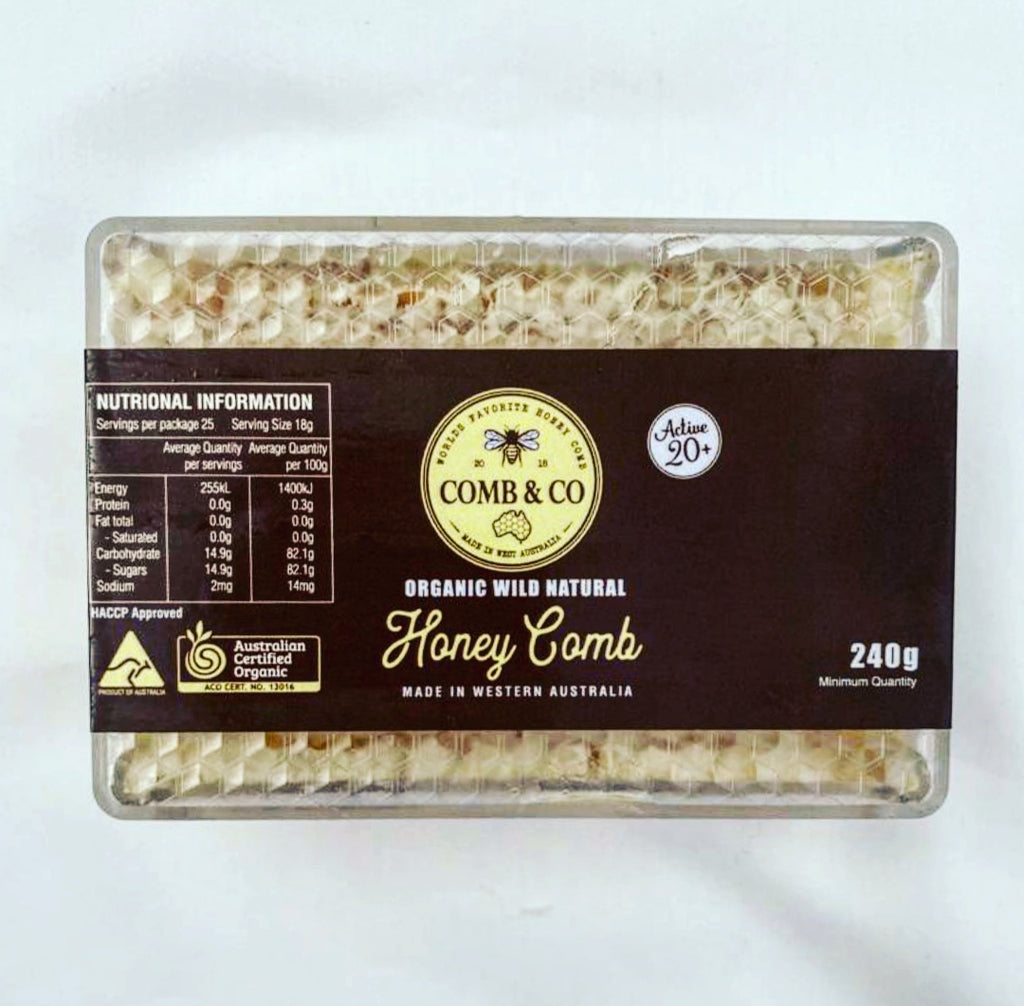 NUTRIONAL INFORMATION
Servings per package 25 Serving Size 18g
Average Quantity Average Quantity
per servings per 100g
Energy 255kL 1400kJ
Protein 0.0g 0.3g
Fat total 0.0g 0.0g
- Saturated 0.0g 0.0g
Carbohydrate 14.9g 82.1g
- Sugars 14.9g 82.1g
Sodium 2mg 14mg
HACCP Approved
PRODUCT OF AUSTRALIA
Australian
Certified
Organic
ACO CERT. NO. 13016
WORLDS FAVORITE HONEY COMB
20 18
COMB & CO
MADE IN WEST AUSTRALIA
ORGANIC WILD NATURAL
Honey Comb
MADE IN WESTERN AUSTRALIA
Active
20+
240g
Minimum Quantity